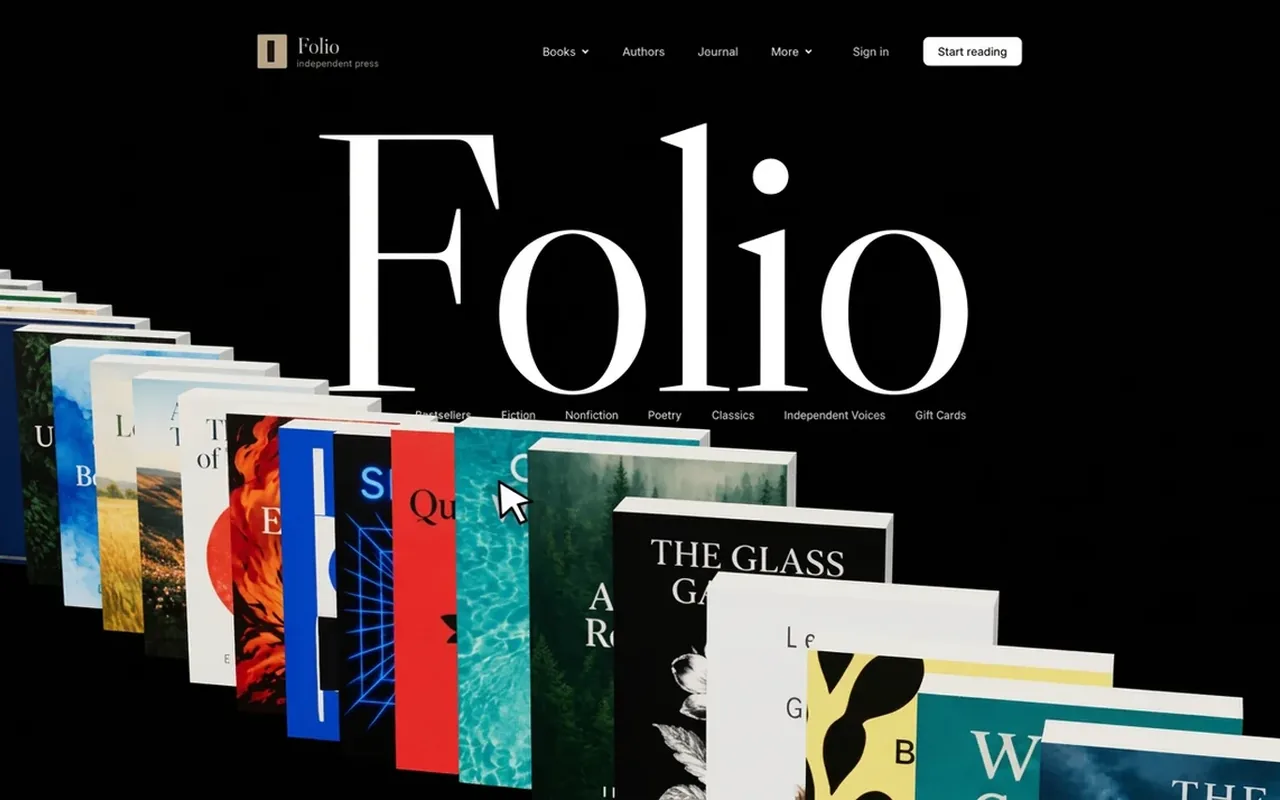 Folio
independent press
Books
Authors
Journal
More
Sign in
Start reading
Folio
Bestsellers
Fiction
Nonfiction
Poetry
Classics
Independent Voices
Gift Cards
THE GLASS
THE